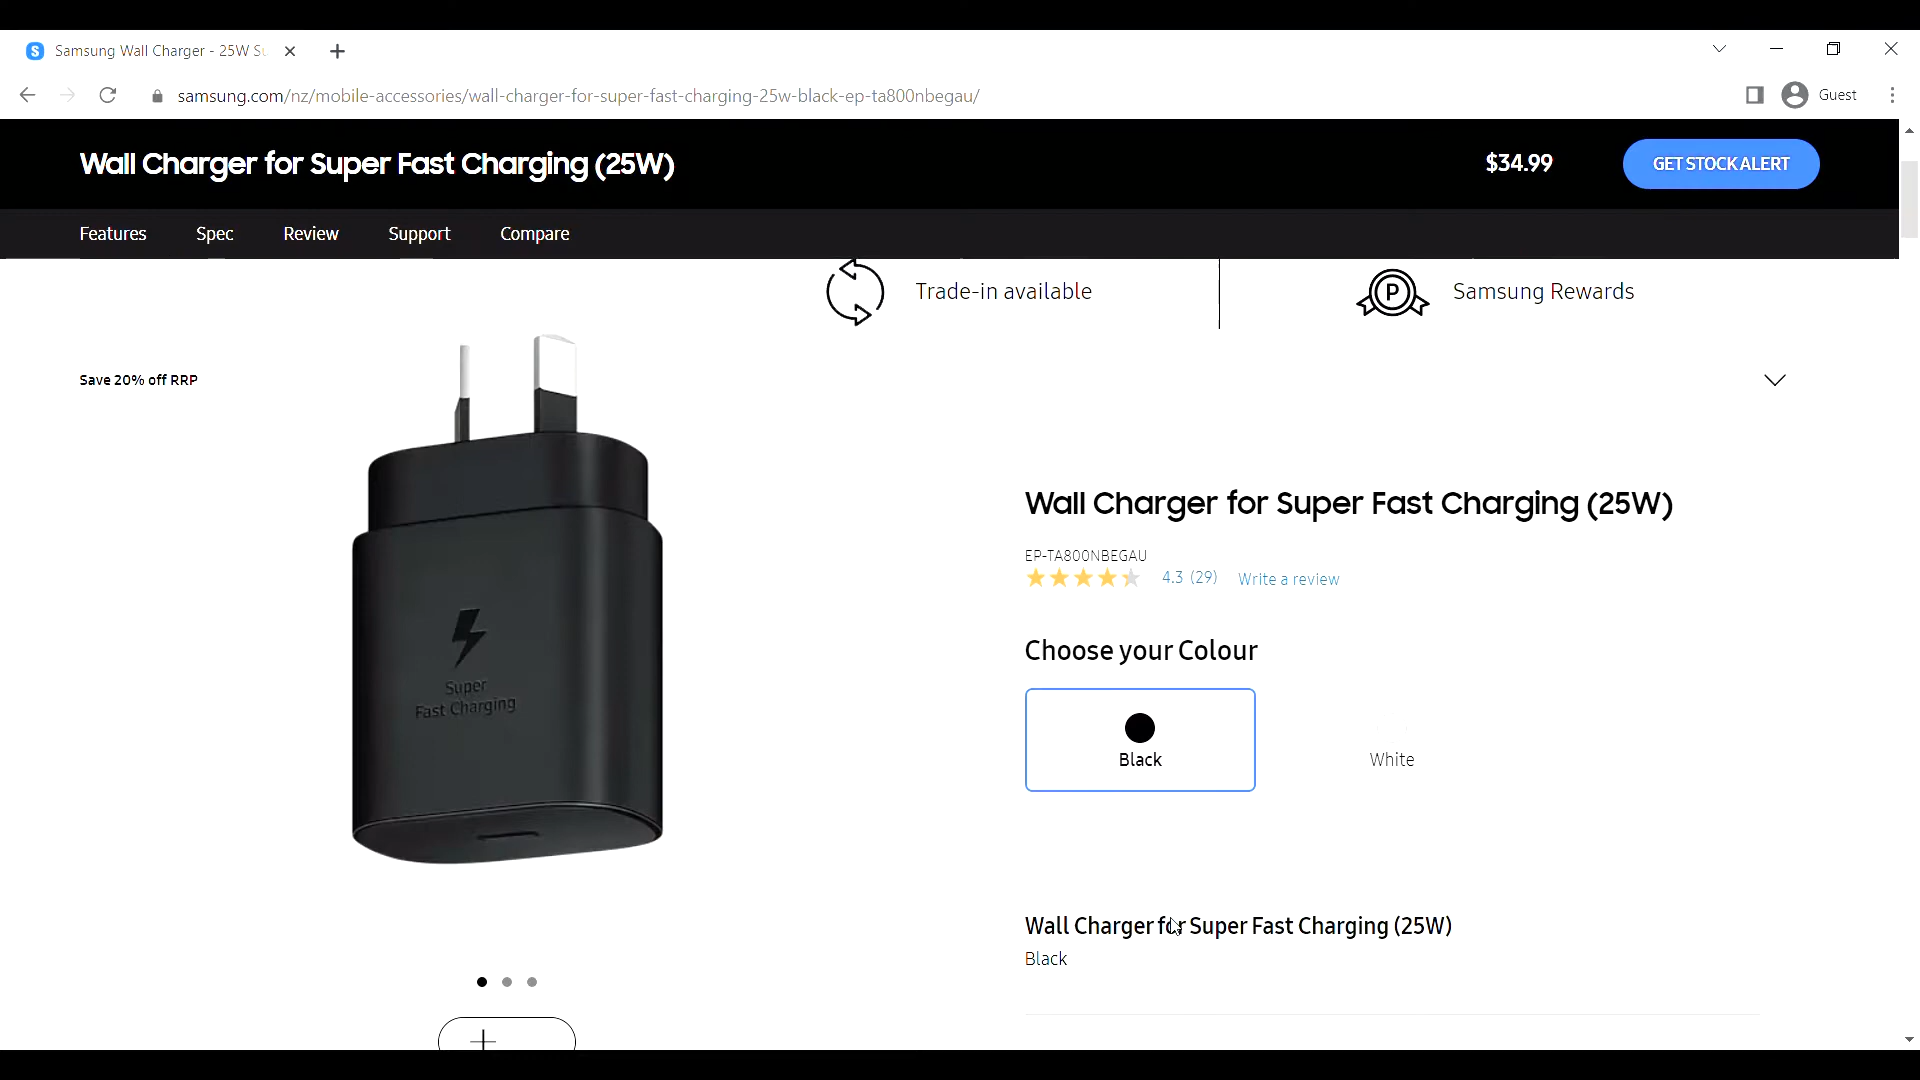 Samsung Wall Charger - 25W Su
samsung.com/nz/mobile-accessories/wall-charger-for-super-fast-charging-25w-black-ep-ta800nbegau/
Guest
Wall Charger for Super Fast Charging (25W)
$34.99
GET STOCK ALERT
Features
Spec
Review
Support
Compare
Trade-in available
P
Samsung Rewards
Save 20% off RRP
Super
Fast Charging
Wall Charger for Super Fast Charging (25W)
EP-TA800NBEGAU
4.3 (29)
Write a review
Choose your Colour
Black
White
Wall Charger for Super Fast Charging (25W)
Black